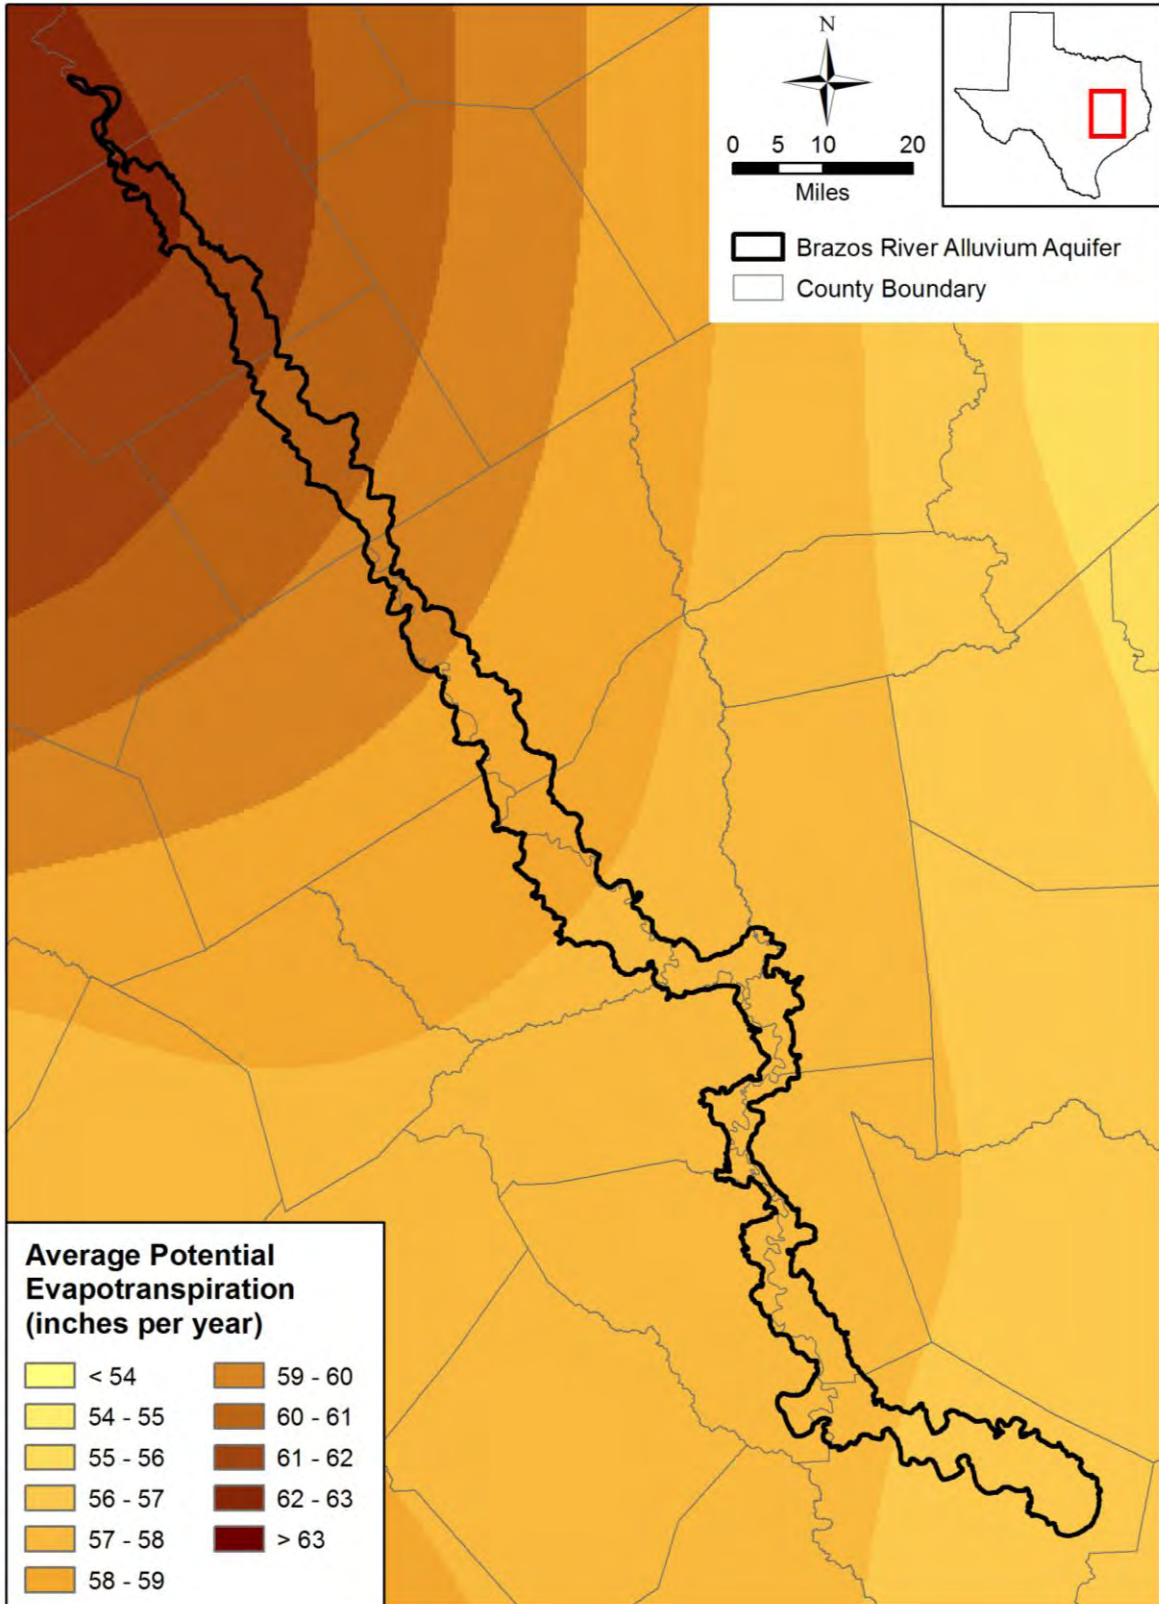 N
0 5 10 20
Miles
Brazos River Alluvium Aquifer
County Boundary
Average Potential
Evapotranspiration
(inches per year)
< 54
54 - 55
55 - 56
56 - 57
57 - 58
58 - 59
59 - 60
60 - 61
61 - 62
62 - 63
> 63